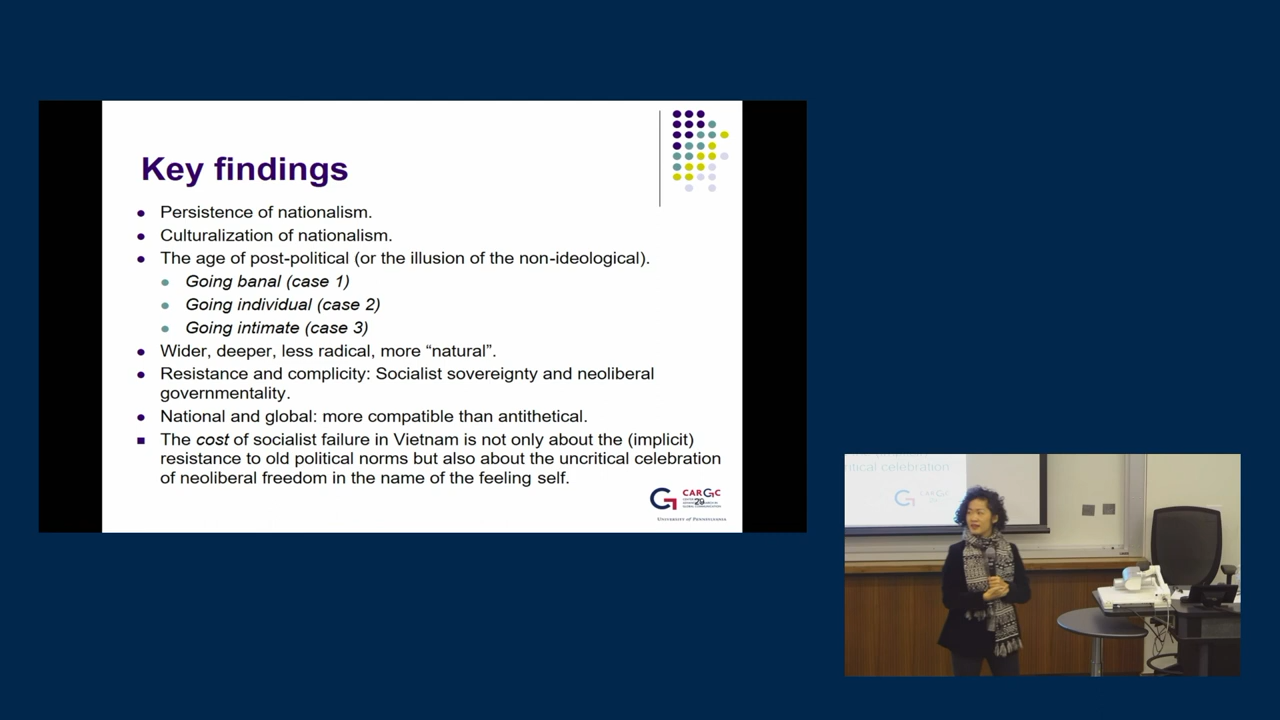 Key findings
Persistence of nationalism.
Culturalization of nationalism.
The age of post-political (or the illusion of the non-ideological).
Going banal (case 1)
Going individual (case 2)
Going intimate (case 3)
Wider, deeper, less radical, more “natural”.
Resistance and complicity: Socialist sovereignty and neoliberal
governmentality.
National and global: more compatible than antithetical.
The cost of socialist failure in Vietnam is not only about the (implicit)
resistance to old political norms but also about the uncritical celebration
of neoliberal freedom in the name of the feeling self.
CARGC
29
UNIVERSITY OF PENNSYLVANIA
critical celebration